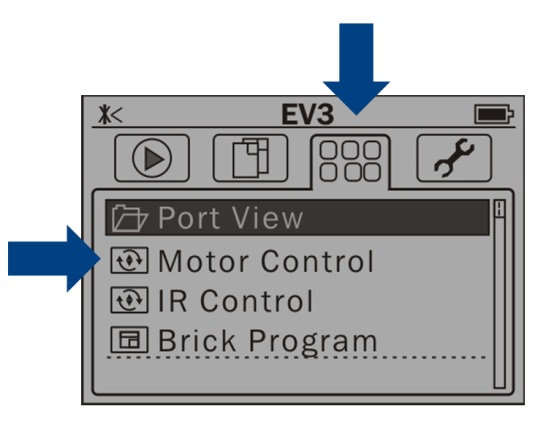 EV3
Port View
Motor Control
IR Control
Brick Program